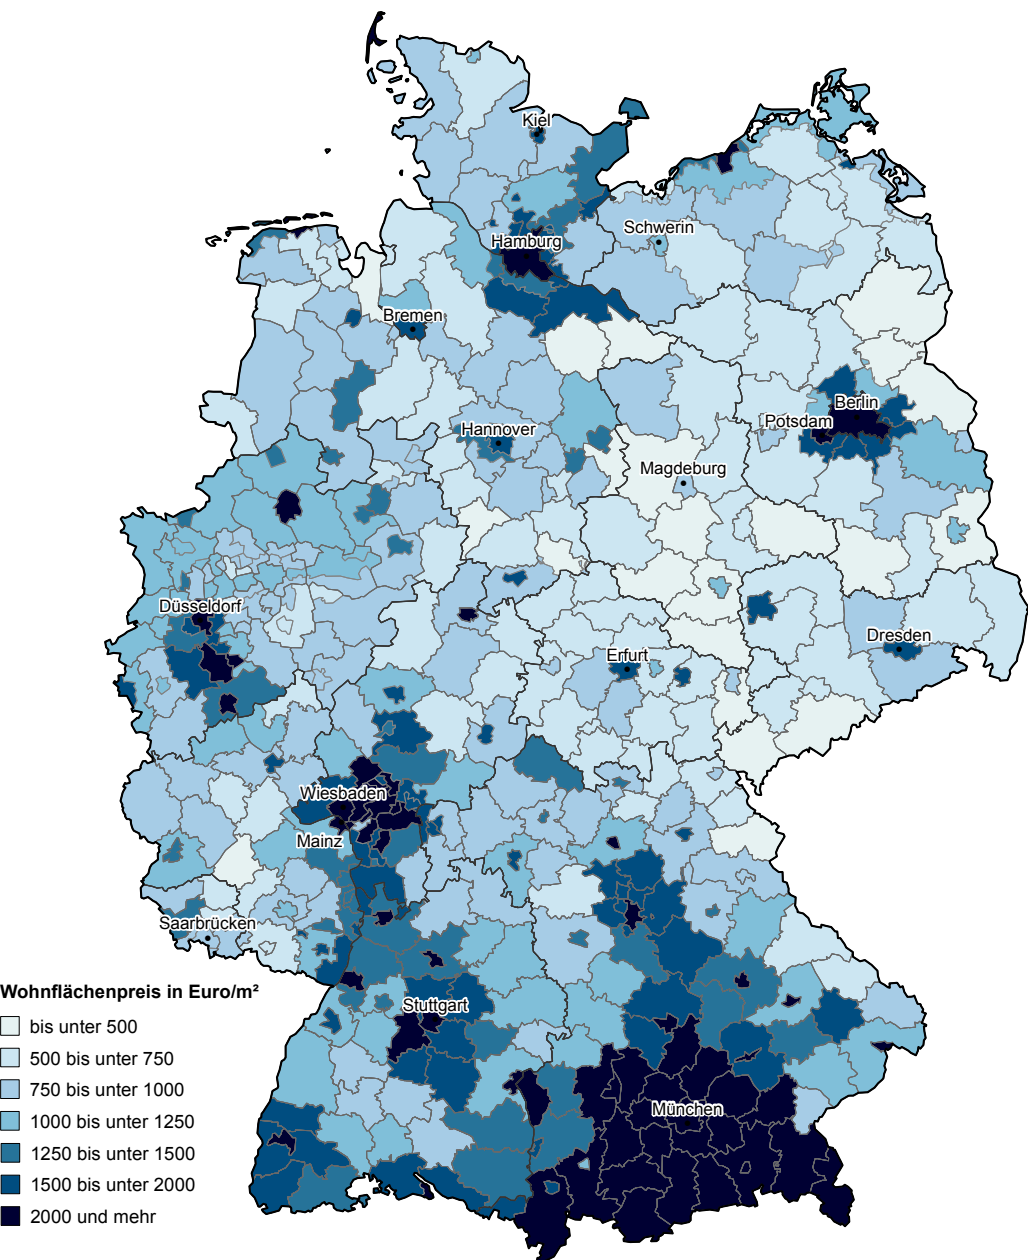 Kiel
Schwerin
Hamburg
Bremen
Berlin
Potsdam
Hannover
Magdeburg
Düsseldorf
Dresden
Erfurt
Wiesbaden
Mainz
Saarbrücken
Stuttgart
München
Wohnflächenpreis in Euro/m²
bis unter 500
500 bis unter 750
750 bis unter 1000
1000 bis unter 1250
1250 bis unter 1500
1500 bis unter 2000
2000 und mehr